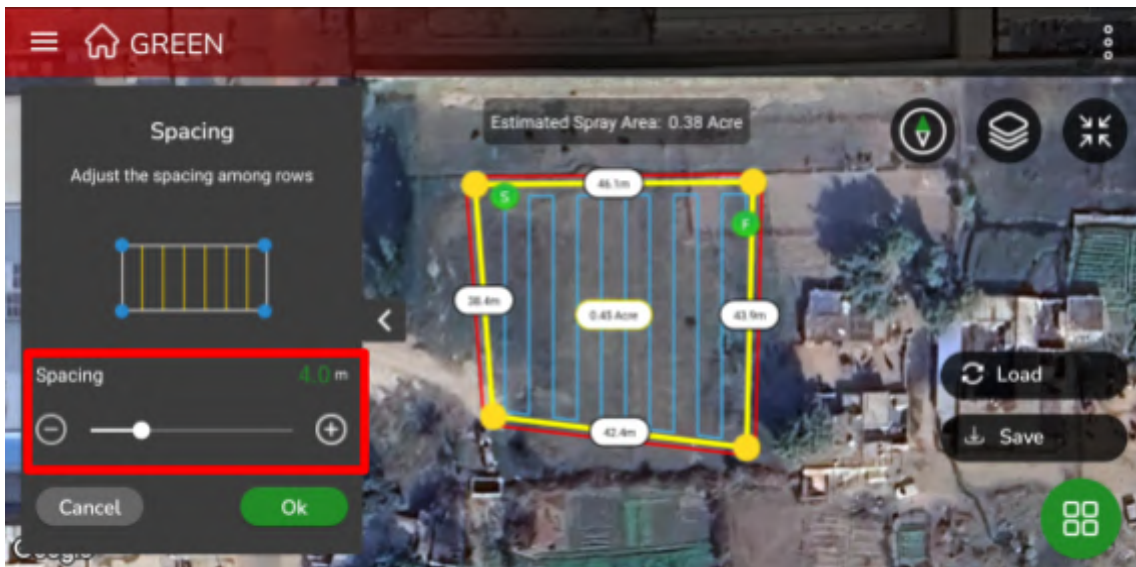 GREEN
Spacing
Adjust the spacing among rows
Spacing
4.0 m
Cancel
Ok
Estimated Spray Area: 0.38 Acre
46.1m
S
F
38.4m
0.45 Acre
43.9m
42.4m
Load
Save
Google